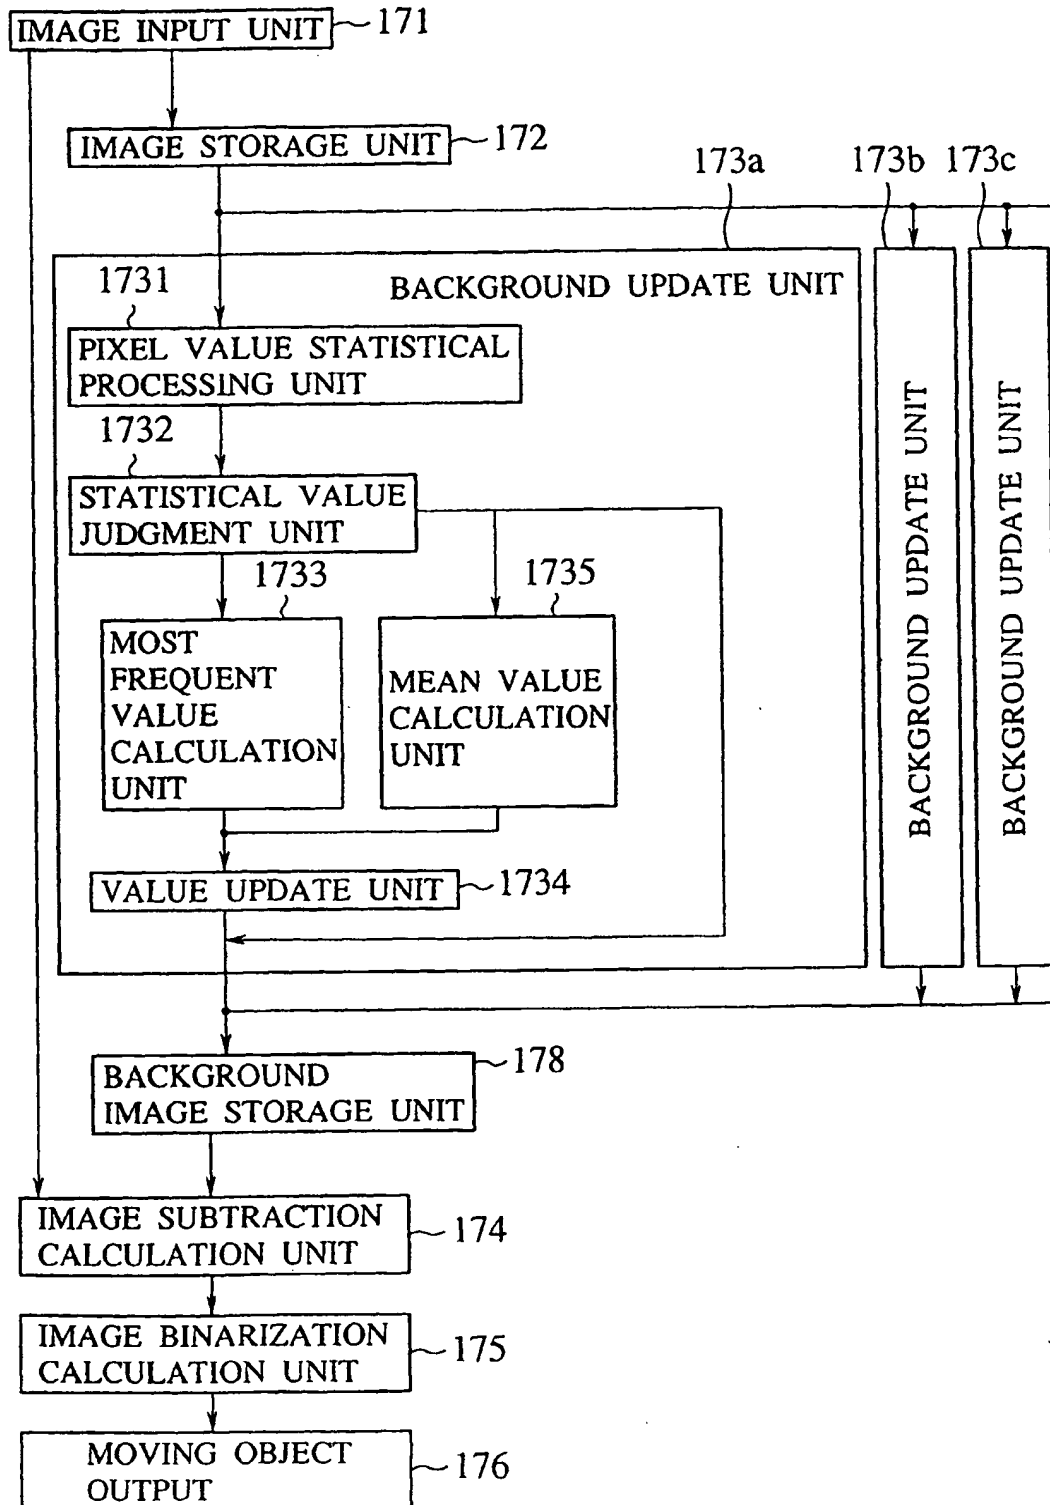 IMAGE INPUT UNIT
171
IMAGE STORAGE UNIT
172
173a
173b
173c
BACKGROUND UPDATE UNIT
1731
PIXEL VALUE STATISTICAL
PROCESSING UNIT
1732
STATISTICAL VALUE
JUDGMENT UNIT
1733
MOST
FREQUENT
VALUE
CALCULATION
UNIT
1735
MEAN VALUE
CALCULATION
UNIT
VALUE UPDATE UNIT
1734
BACKGROUND UPDATE UNIT
BACKGROUND UPDATE UNIT
BACKGROUND
IMAGE STORAGE UNIT
178
IMAGE SUBTRACTION
CALCULATION UNIT
174
IMAGE BINARIZATION
CALCULATION UNIT
175
MOVING OBJECT
OUTPUT
176